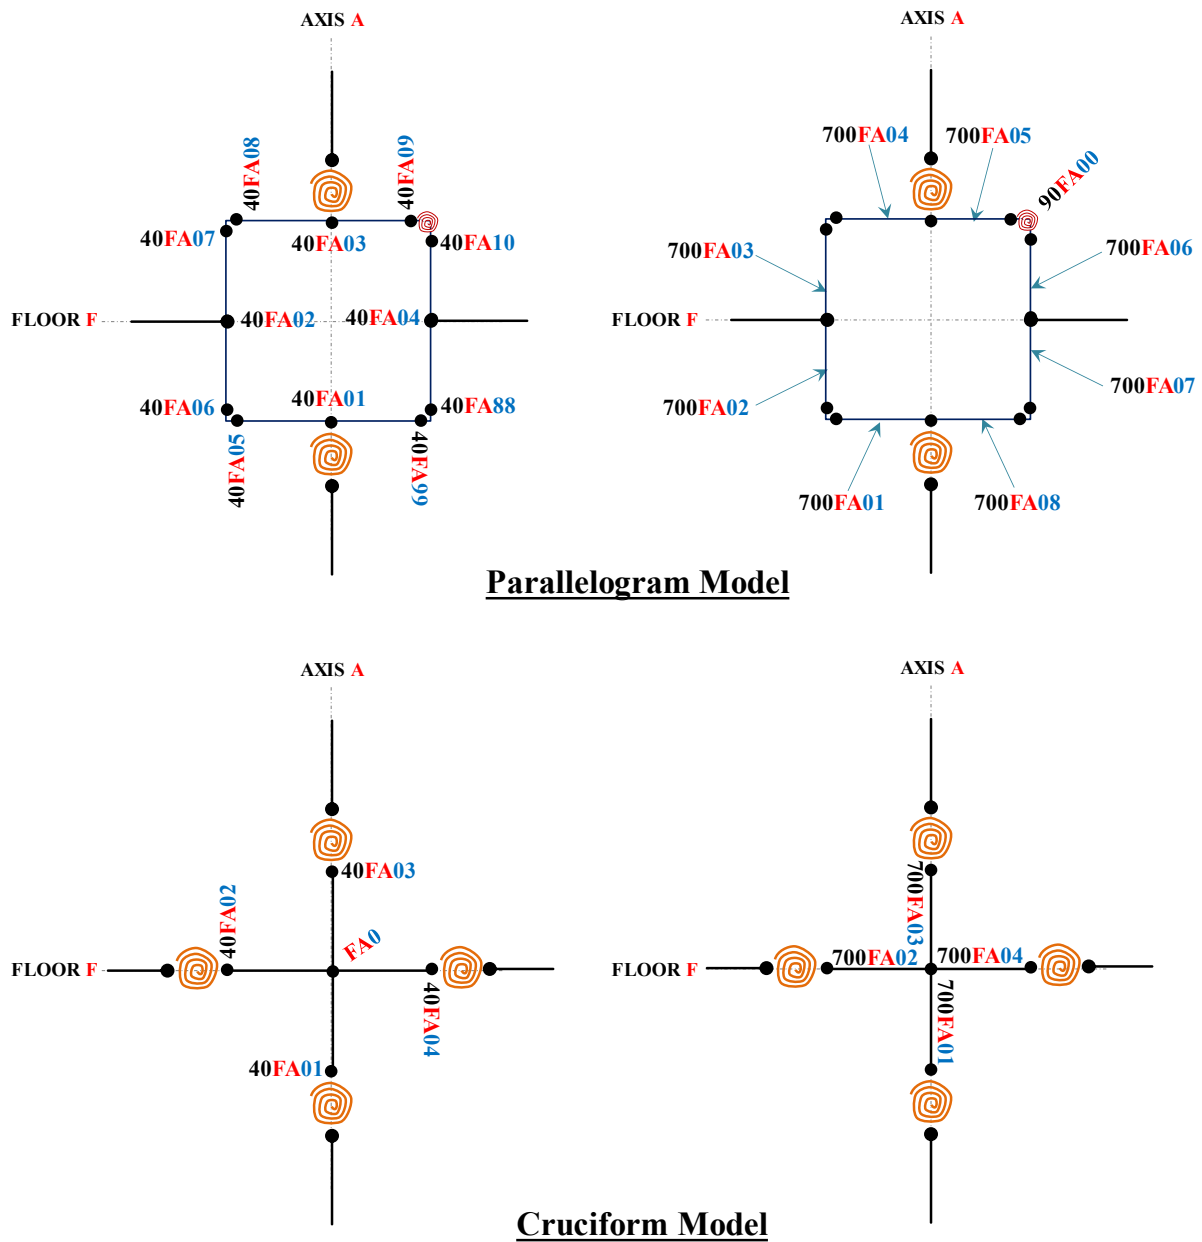 AXIS A
AXIS A
40FA08
40FA09
700FA04
700FA05
90FA00
40FA07
40FA03
40FA10
700FA03
700FA06
FLOOR F
40FA02
40FA04
FLOOR F
40FA06
40FA01
40FA88
700FA02
700FA07
40FA05
40FA99
700FA01
700FA08
Parallelogram Model
AXIS A
AXIS A
40FA03
700FA03
40FA02
FA0
FLOOR F
FLOOR F
700FA02
700FA04
40FA04
40FA01
700FA01
Cruciform Model